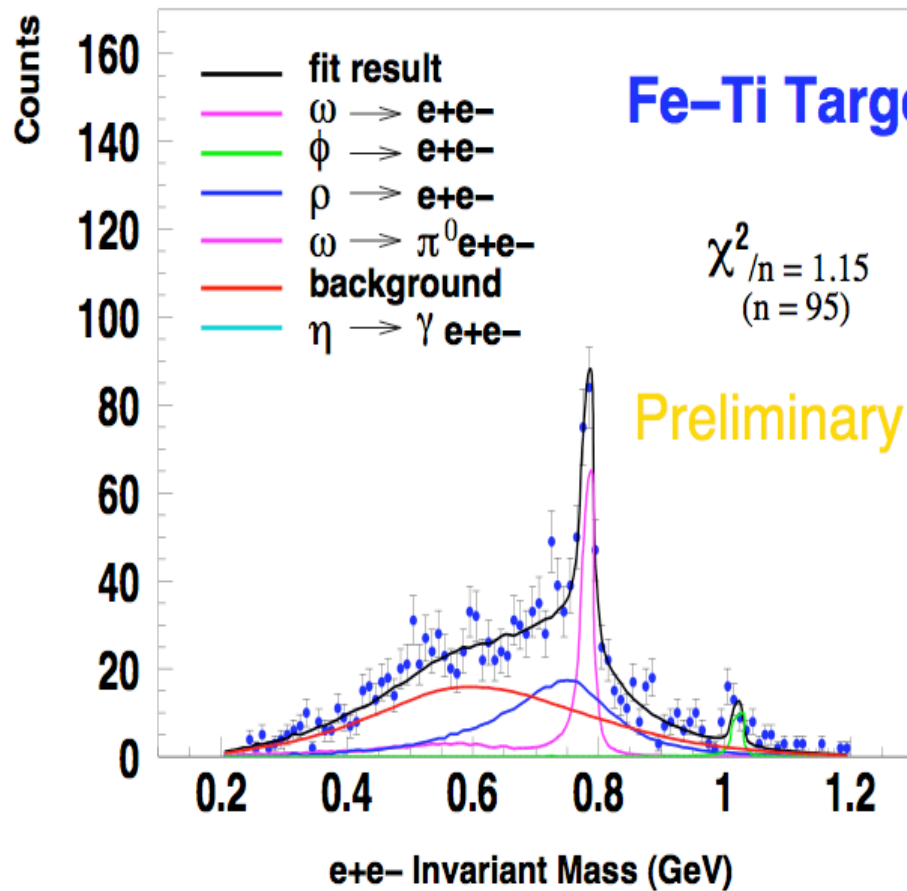 Counts
160
140
120
100
80
60
40
20
0
fit result
ω → e+e−
ϕ → e+e−
ρ → e+e−
ω → π⁰e+e−
background
η → γ e+e−
Fe−Ti Targe
χ²/n = 1.15
(n = 95)
Preliminary
0.2 0.4 0.6 0.8 1 1.2
e+e− Invariant Mass (GeV)